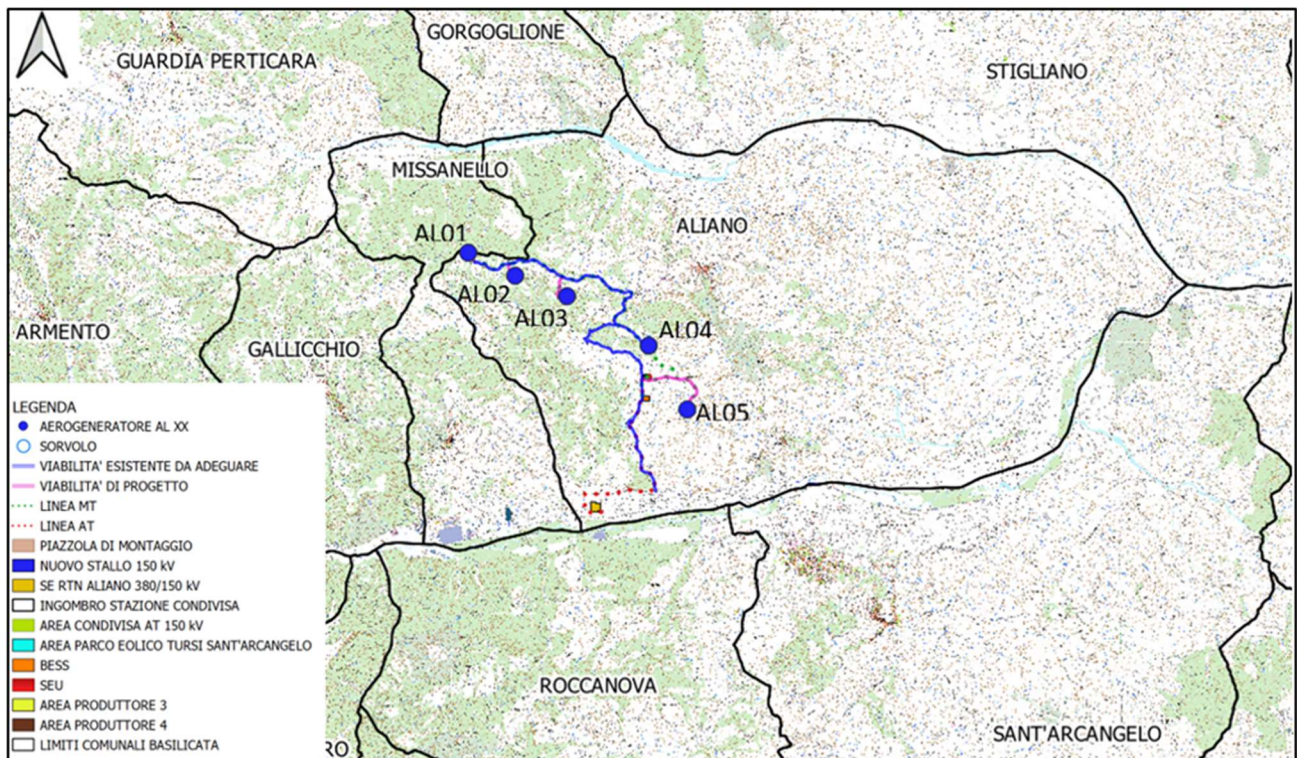 GORGOGLIONE
GUARDIA PERTICARA
STIGLIANO
MISSANELLO
ALIANO
AL01
AL02
AL03
AL04
ARMENTO
GALLICCHIO
AL05
LEGENDA
AEROGENERATORE AL XX
SORVOLO
VIABILITA' ESISTENTE DA ADEGUARE
VIABILITA' DI PROGETTO
LINEA MT
LINEA AT
PIAZZOLA DI MONTAGGIO
NUOVO STALLO 150 kV
SE RTN ALIANO 380/150 kV
INGOMBRO STAZIONE CONDIVISA
AREA CONDIVISA AT 150 kV
AREA PARCO EOLICO TURSI SANT'ARCANGELO
BESS
SEU
AREA PRODUTTORE 3
AREA PRODUTTORE 4
LIMITI COMUNALI BASILICATA
ROCCANOVA
SANT'ARCANGELO
RO